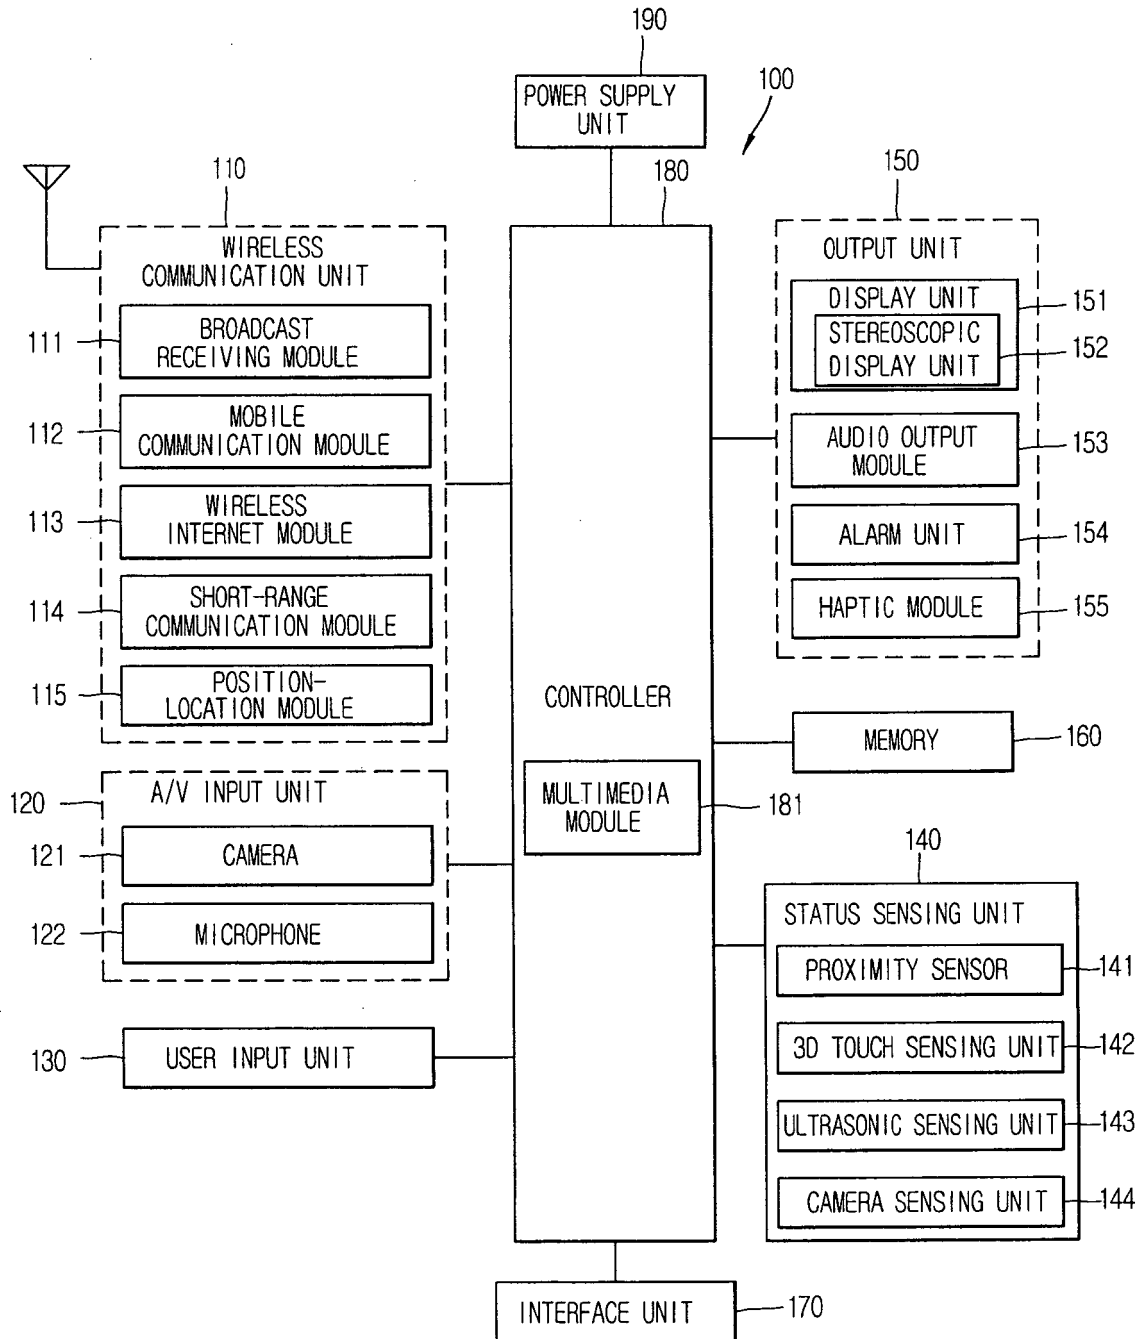 190
POWER SUPPLY
UNIT
100
110
180
150
WIRELESS
COMMUNICATION UNIT
111
BROADCAST
RECEIVING MODULE
112
MOBILE
COMMUNICATION MODULE
113
WIRELESS
INTERNET MODULE
114
SHORT-RANGE
COMMUNICATION MODULE
115
POSITION-
LOCATION MODULE
120
A/V INPUT UNIT
121
CAMERA
122
MICROPHONE
130
USER INPUT UNIT
CONTROLLER
MULTIMEDIA
MODULE
181
OUTPUT UNIT
DISPLAY UNIT
151
STEREOSCOPIC
DISPLAY UNIT
152
AUDIO OUTPUT
MODULE
153
ALARM UNIT
154
HAPTIC MODULE
155
MEMORY
160
140
STATUS SENSING UNIT
PROXIMITY SENSOR
141
3D TOUCH SENSING UNIT
142
ULTRASONIC SENSING UNIT
143
CAMERA SENSING UNIT
144
INTERFACE UNIT
170